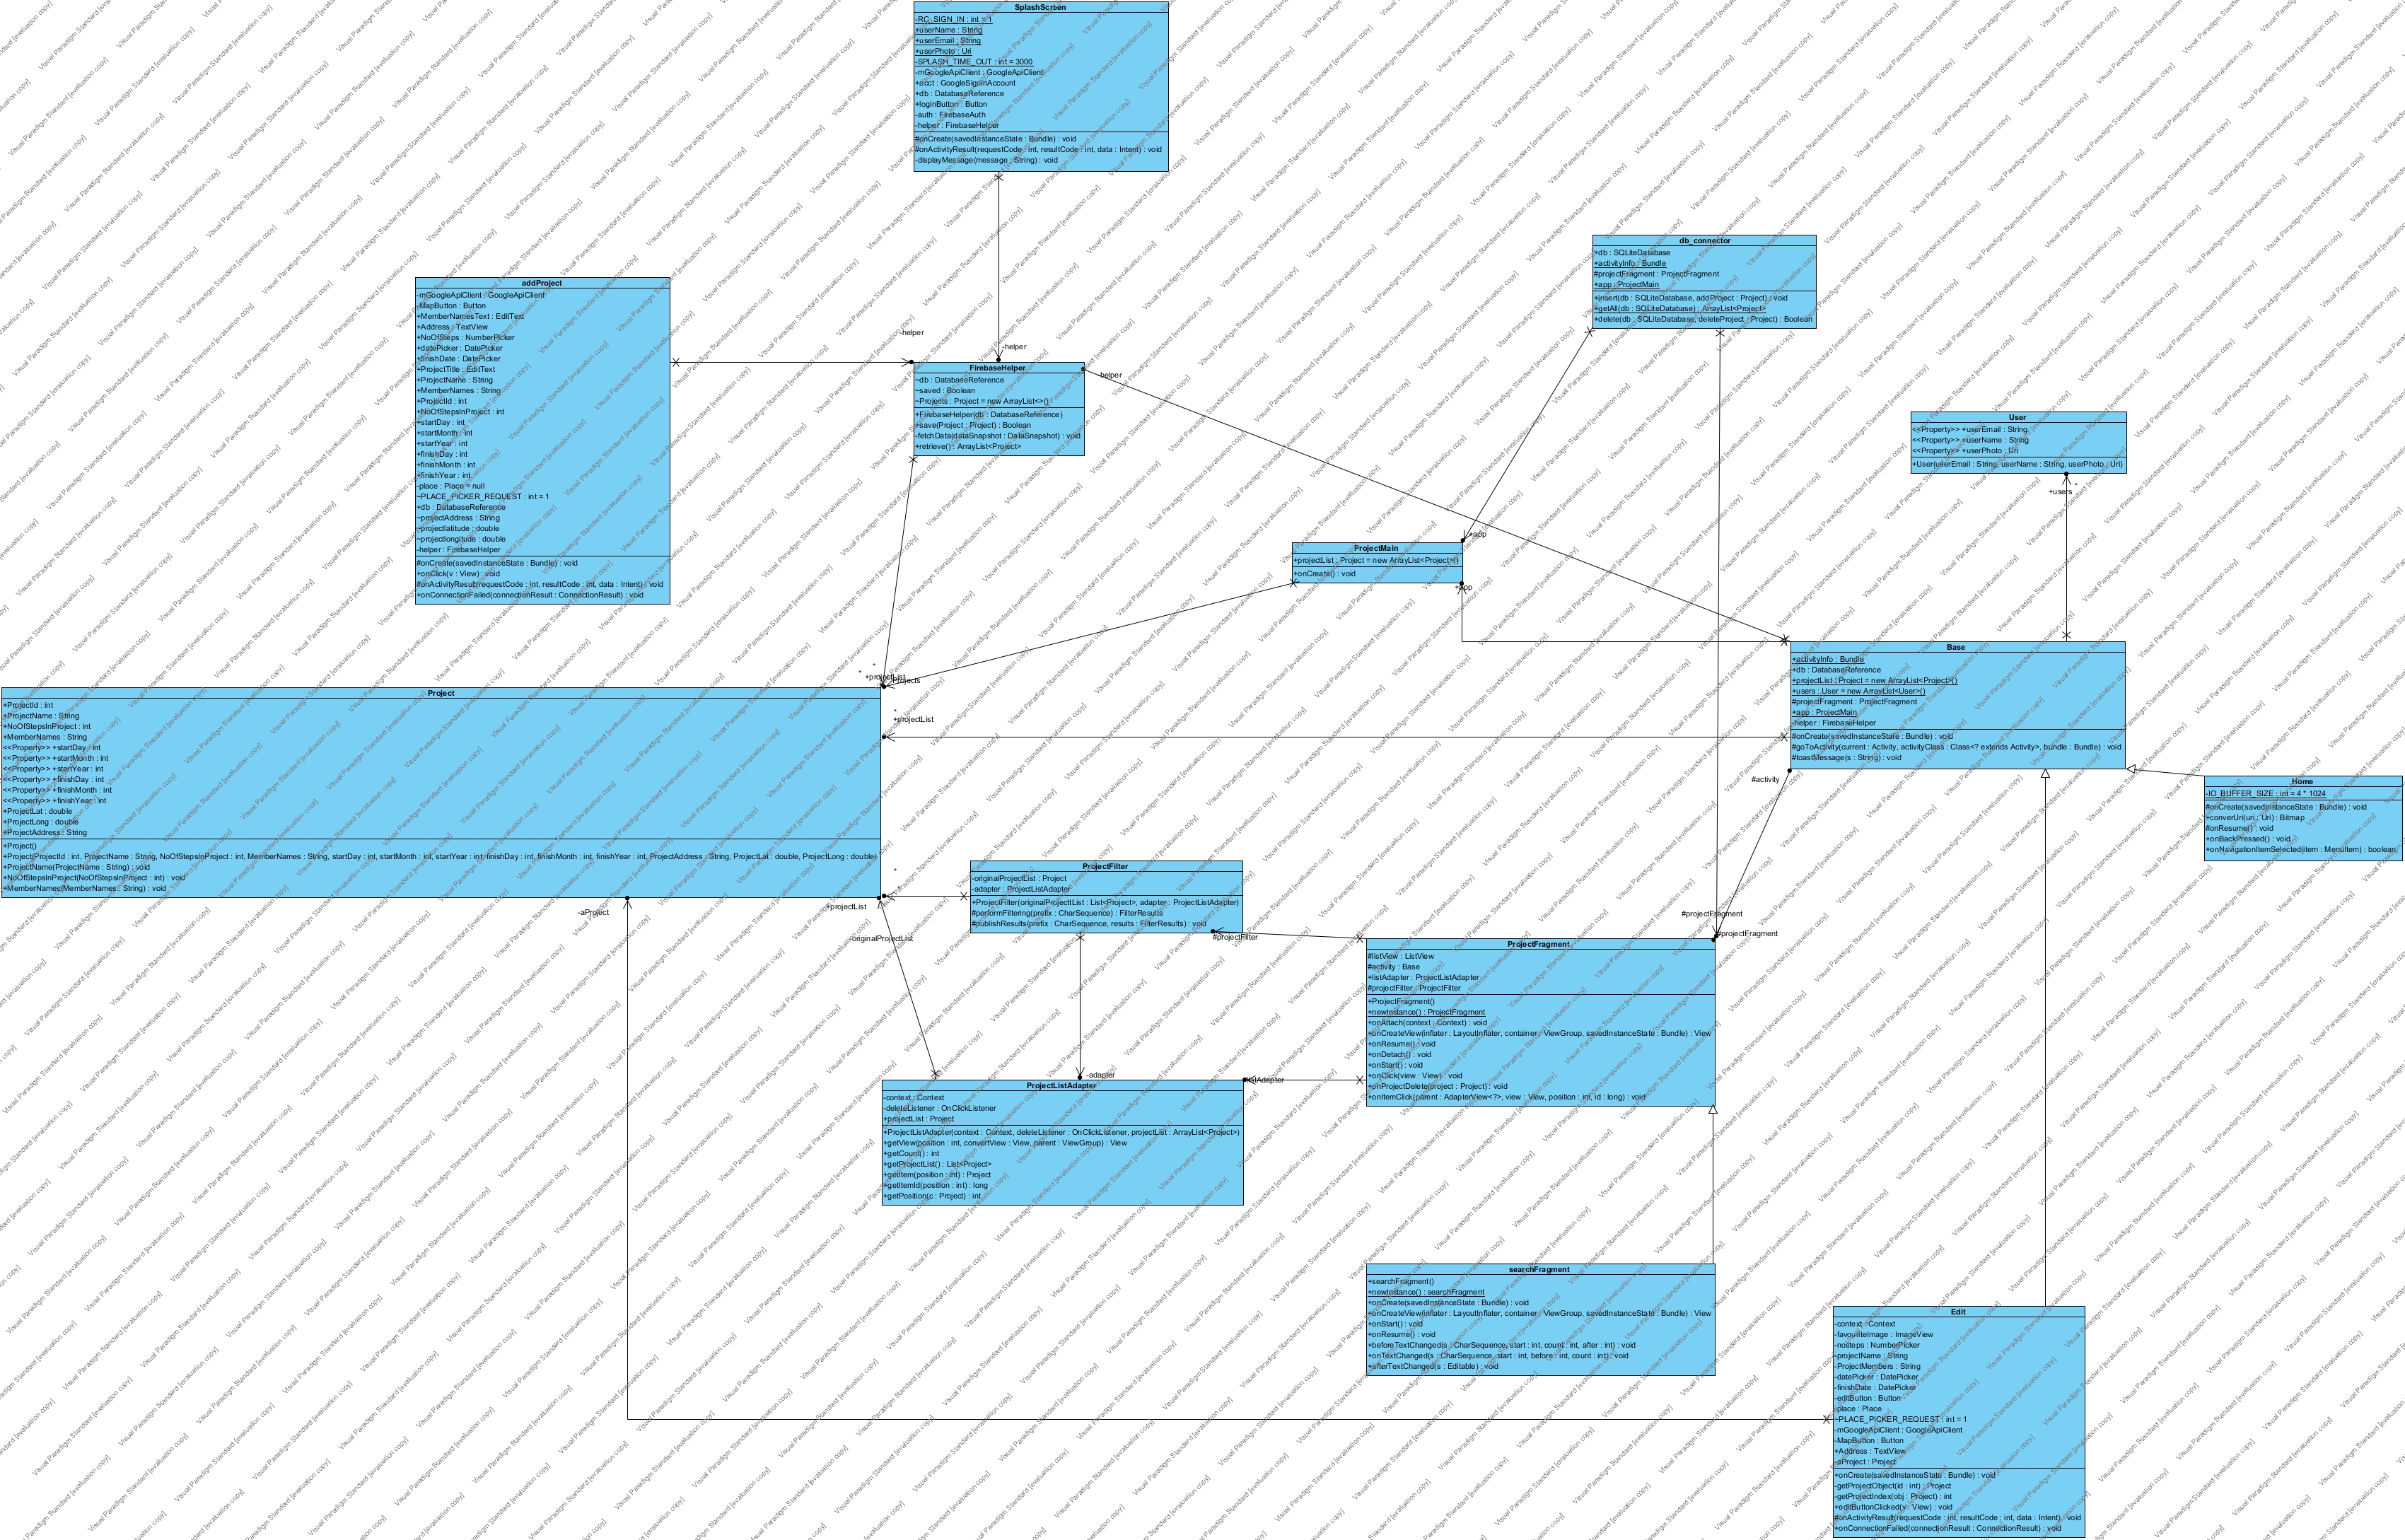 SplashScreen
-RC_SIGN_IN : int = 1
+userName : String
+userEmail : String
+userPhoto : Uri
-SPLASH_TIME_OUT : int = 3000
-mGoogleApiClient : GoogleApiClient
+acct : GoogleSignInAccount
+db : DatabaseReference
+loginButton : Button
-auth : FirebaseAuth
-helper : FirebaseHelper
#onCreate(savedInstanceState : Bundle) : void
#onActivityResult(requestCode : int, resultCode : int, data : Intent) : void
-displayMessage(message : String) : void
db_connector
+db : SQLiteDatabase
+activityInfo : Bundle
#projectFragment : ProjectFragment
+app : ProjectMain
+insert(db : SQLiteDatabase, addProject : Project) : void
+getAll(db : SQLiteDatabase) : ArrayList<Project>
+delete(db : SQLiteDatabase, deleteProject : Project) : Boolean
addProject
-mGoogleApiClient : GoogleApiClient
-MapButton : Button
+MemberNamesText : EditText
+Address : TextView
+NoOfSteps : NumberPicker
+datePicker : DatePicker
+finishDate : DatePicker
+ProjectTitle : EditText
+ProjectName : String
+MemberNames : String
+ProjectId : int
+NoOfStepsInProject : int
+startDay : int
+startMonth : int
+startYear : int
+finishDay : int
+finishMonth : int
+finishYear : int
-place : Place = null
~PLACE_PICKER_REQUEST : int = 1
+db : DatabaseReference
~projectAddress : String
~projectlatitude : double
~projectlongitude : double
-helper : FirebaseHelper
#onCreate(savedInstanceState : Bundle) : void
+onClick(v : View) : void
#onActivityResult(requestCode : int, resultCode : int, data : Intent) : void
+onConnectionFailed(connectionResult : ConnectionResult) : void
-helper
-helper
-helper
FirebaseHelper
~db : DatabaseReference
~saved : Boolean
~Projects : Project = new ArrayList<>()
+FirebaseHelper(db : DatabaseReference)
+save(Project : Project) : Boolean
-fetchData(dataSnapshot : DataSnapshot) : void
+retrieve() : ArrayList<Project>
User
<<Property>> +userEmail : String
<<Property>> +userName : String
<<Property>> +userPhoto : Uri
+User(userEmail : String, userName : String, userPhoto : Uri)
+users
*
+app
ProjectMain
+projectList : Project = new ArrayList<Project>()
+onCreate() : void
+app
Base
+activityInfo : Bundle
+db : DatabaseReference
+projectList : Project = new ArrayList<Project>()
+users : User = new ArrayList<User>()
#projectFragment : ProjectFragment
+app : ProjectMain
-helper : FirebaseHelper
#onCreate(savedInstanceState : Bundle) : void
#goToActivity(current : Activity, activityClass : Class<? extends Activity>, bundle : Bundle) : void
#toastMessage(s : String) : void
*
*
+projectList
*
+projectList
Project
+ProjectId : int
+ProjectName : String
+NoOfStepsInProject : int
+MemberNames : String
<<Property>> +startDay : int
<<Property>> +startMonth : int
<<Property>> +startYear : int
<<Property>> +finishDay : int
<<Property>> +finishMonth : int
<<Property>> +finishYear : int
+ProjectLat : double
+ProjectLong : double
+ProjectAddress : String
+Project()
+Project(ProjectId : int, ProjectName : String, NoOfStepsInProject : int, MemberNames : String, startDay : int, startMonth : int, startYear : int, finishDay : int, finishMonth : int, finishYear : int, ProjectAddress : String, ProjectLat : double, ProjectLong : double)
+ProjectName(ProjectName : String) : void
+NoOfStepsInProject(NoOfStepsInProject : int) : void
+MemberNames(MemberNames : String) : void
#activity
Home
-IO_BUFFER_SIZE : int = 4 * 1024
#onCreate(savedInstanceState : Bundle) : void
+converUri(uri : Uri) : Bitmap
#onResume() : void
+onBackPressed() : void
+onNavigationItemSelected(item : MenuItem) : boolean
ProjectFilter
-originalProjectList : Project
-adapter : ProjectListAdapter
+ProjectFilter(originalProjectList : List<Project>, adapter : ProjectListAdapter)
#performFiltering(prefix : CharSequence) : FilterResults
#publishResults(prefix : CharSequence, results : FilterResults) : void
*
*
+projectList
-aProject
-originalProjectList
#projectFilter
#projectFragment
#projectFragment
ProjectFragment
#listView : ListView
#activity : Base
+listAdapter : ProjectListAdapter
#projectFilter : ProjectFilter
+ProjectFragment()
+newInstance() : ProjectFragment
+onAttach(context : Context) : void
+onCreateView(inflater : LayoutInflater, container : ViewGroup, savedInstanceState : Bundle) : View
+onResume() : void
+onDetach() : void
+onStart() : void
+onClick(view : View) : void
+onProjectDelete(project : Project) : void
+onItemClick(parent : AdapterView<?>, view : View, position : int, id : long) : void
-adapter
ProjectListAdapter
-context : Context
-deleteListener : OnClickListener
+projectList : Project
+ProjectListAdapter(context : Context, deleteListener : OnClickListener, projectList : ArrayList<Project>)
+getView(position : int, convertView : View, parent : ViewGroup) : View
+getCount() : int
+getProjectList() : List<Project>
+getItem(position : int) : Project
+getItemId(position : int) : long
+getPosition(c : Project) : int
searchFragment
+searchFragment()
+newInstance() : searchFragment
+onCreate(savedInstanceState : Bundle) : void
+onCreateView(inflater : LayoutInflater, container : ViewGroup, savedInstanceState : Bundle) : View
+onStart() : void
+onResume() : void
+beforeTextChanged(s : CharSequence, start : int, count : int, after : int) : void
+onTextChanged(s : CharSequence, start : int, before : int, count : int) : void
+afterTextChanged(s : Editable) : void
Edit
-context : Context
-favouriteImage : ImageView
-nosteps : NumberPicker
-projectName : String
-ProjectMembers : String
-datePicker : DatePicker
-finishDate : DatePicker
-editButton : Button
-place : Place
~PLACE_PICKER_REQUEST : int = 1
-mGoogleApiClient : GoogleApiClient
-MapButton : Button
+Address : TextView
-aProject : Project
+onCreate(savedInstanceState : Bundle) : void
-getProjectObject(id : int) : Project
-getProjectIndex(obj : Project) : int
+editButtonClicked(v : View) : void
#onActivityResult(requestCode : int, resultCode : int, data : Intent) : void
+onConnectionFailed(connectionResult : ConnectionResult) : void
Visual Paradigm Standard [evaluation copy]